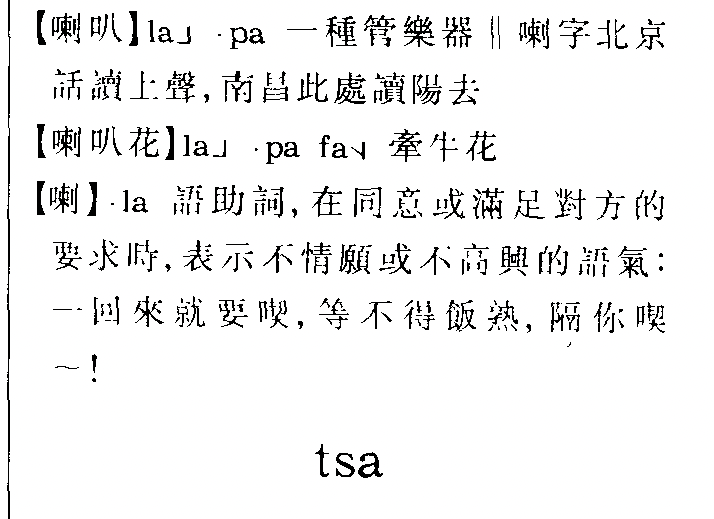 【喇叭】la˩ ·pa 一種管樂器‖喇字北京
話讀上聲,南昌此處讀陽去
【喇叭花】la˩ ·pa fa˨ 牽牛花
【喇】·la 語助詞,在同意或滿足對方的
要求時,表示不情願或不高興的語氣:
一回來就要喫,等不得飯熟,隔你喫
～!
tsa